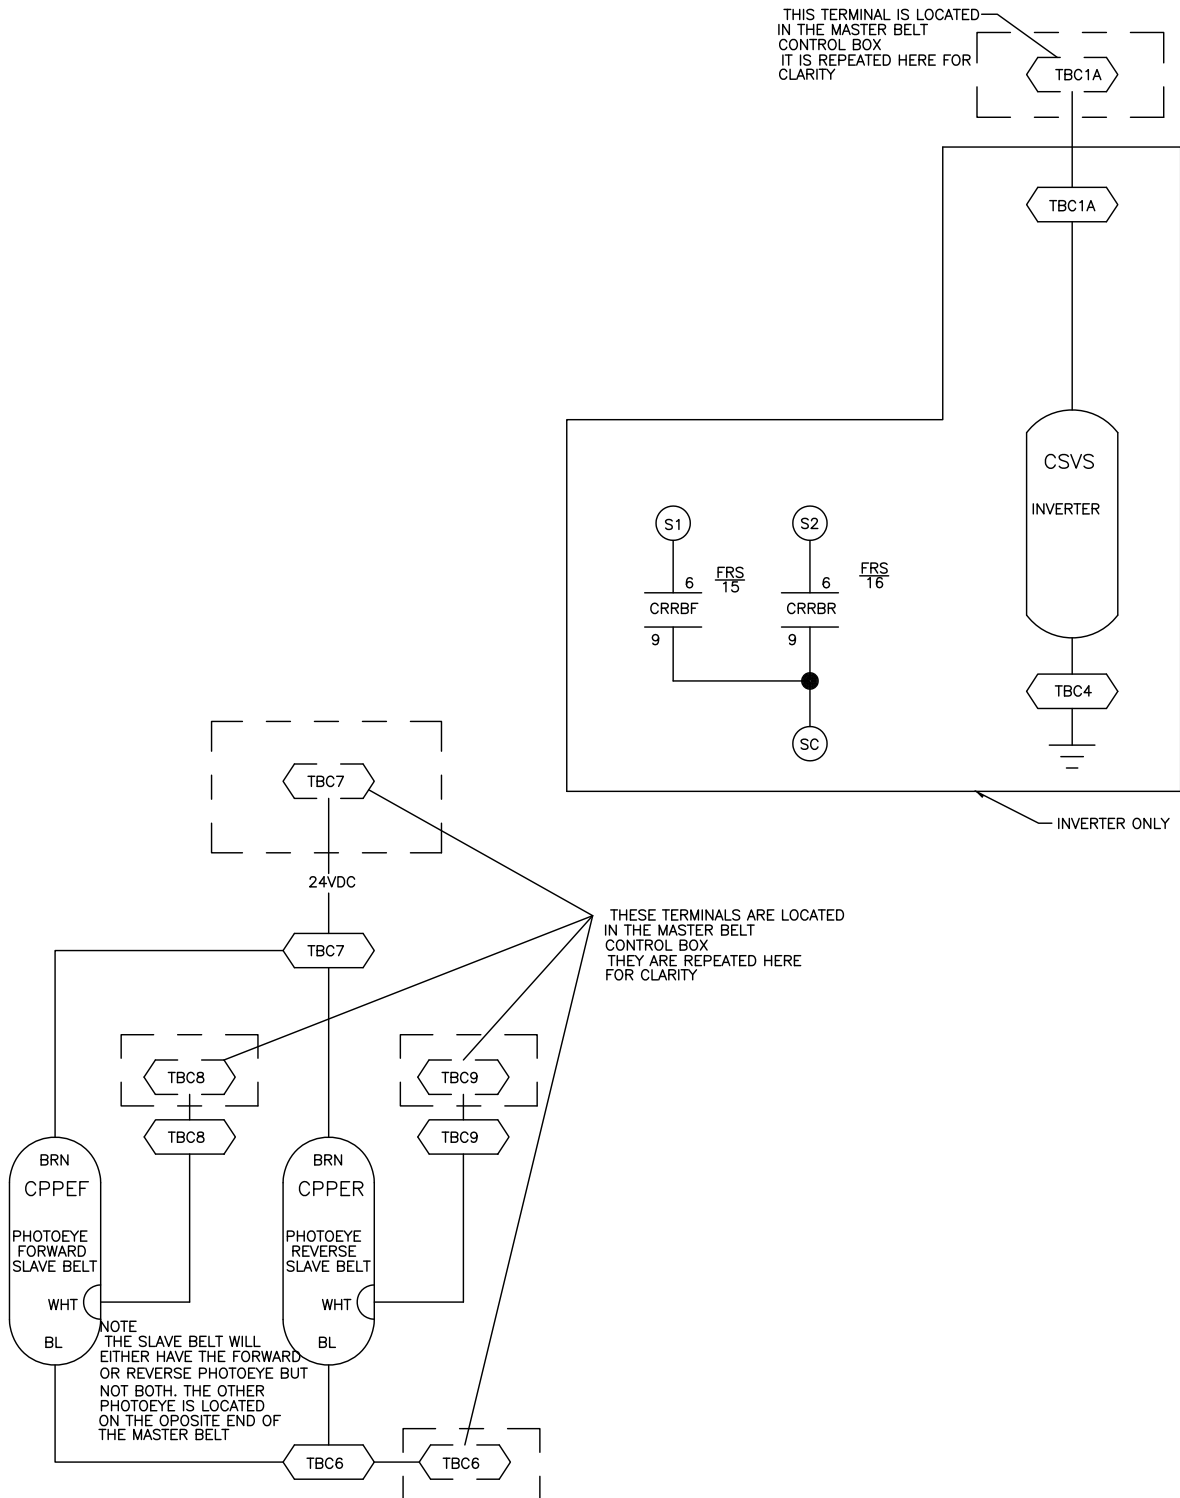 THIS TERMINAL IS LOCATED
IN THE MASTER BELT
CONTROL BOX
IT IS REPEATED HERE FOR
CLARITY
TBC1A
TBC1A
CSVS
INVERTER
S1
S2
6
FRS
15
6
FRS
16
CRRBF
CRRBR
9
9
TBC4
SC
INVERTER ONLY
TBC7
24VDC
THESE TERMINALS ARE LOCATED
IN THE MASTER BELT
CONTROL BOX
THEY ARE REPEATED HERE
FOR CLARITY
TBC7
TBC8
TBC9
TBC8
TBC9
BRN
CPPEF
PHOTOEYE
FORWARD
SLAVE BELT
WHT
BL
BRN
CPPER
PHOTOEYE
REVERSE
SLAVE BELT
WHT
BL
NOTE
THE SLAVE BELT WILL
EITHER HAVE THE FORWARD
OR REVERSE PHOTOEYE BUT
NOT BOTH. THE OTHER
PHOTOEYE IS LOCATED
ON THE OPOSITE END OF
THE MASTER BELT
TBC6
TBC6